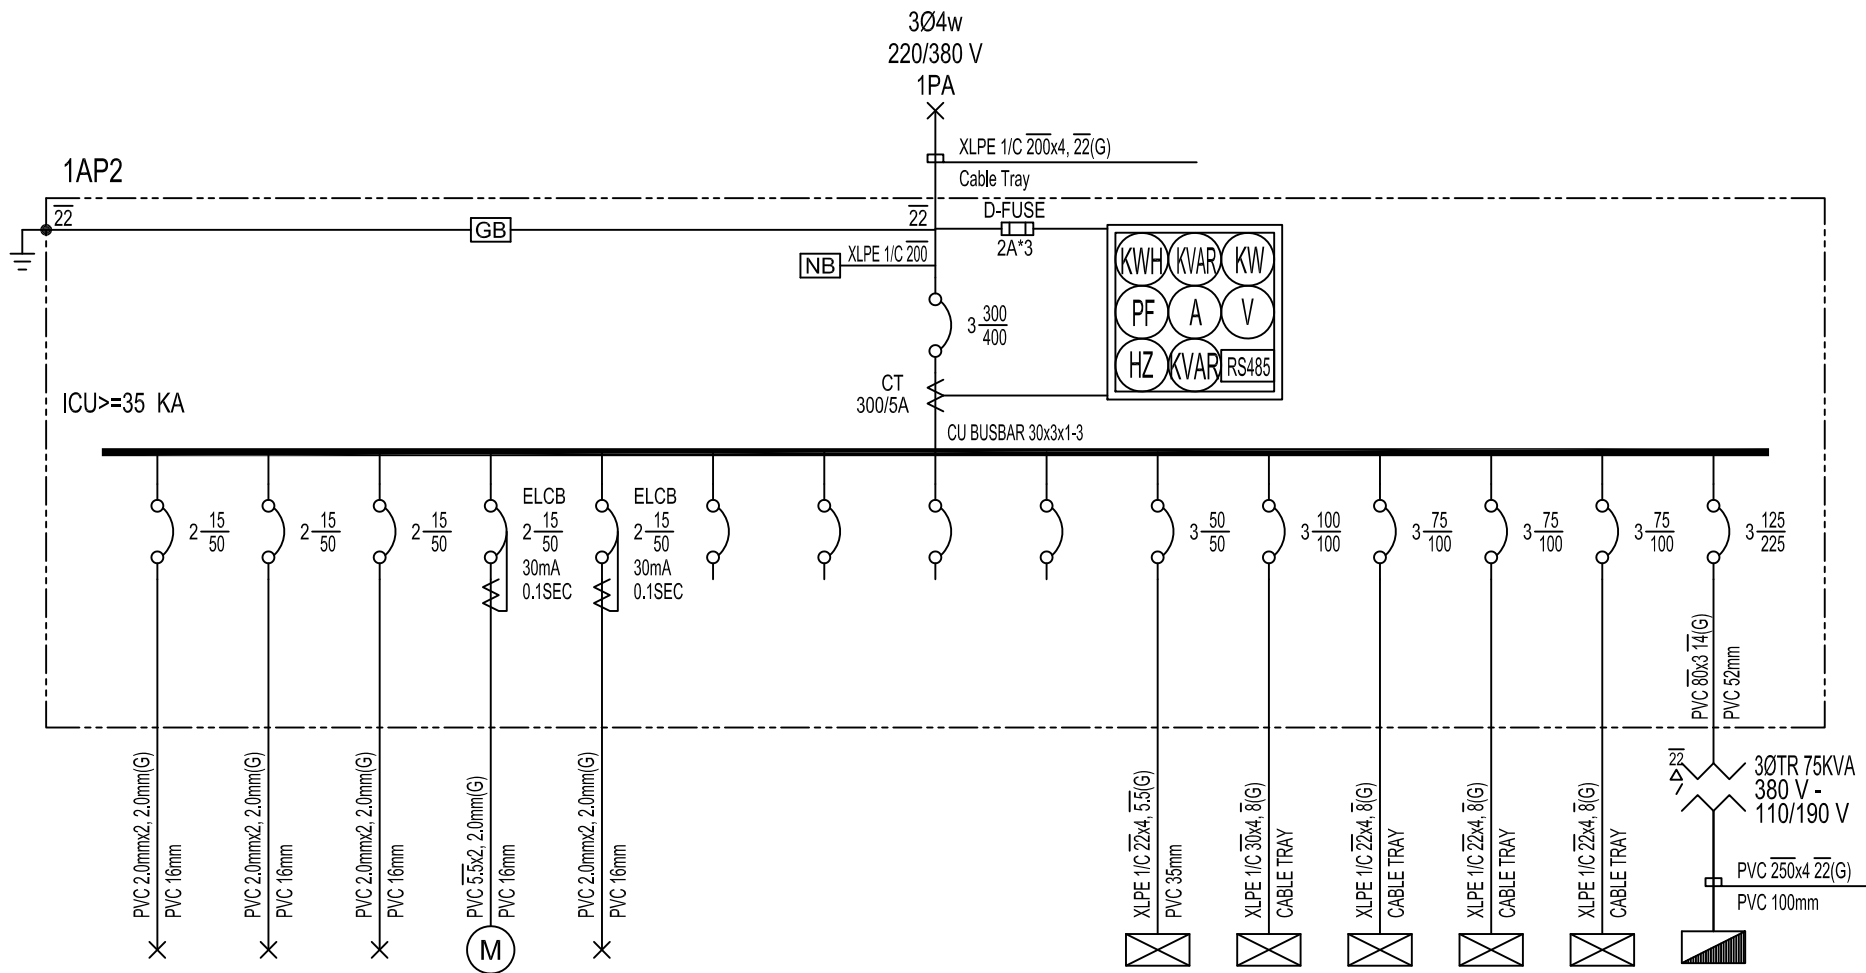 3Ø4w
220/380 V
1PA
XLPE 1/C 200x4, 22(G)
Cable Tray
1AP2
22
GB
22
D-FUSE
2A*3
NB
XLPE 1/C 200
KWH
KVAR
KW
PF
A
V
HZ
KVAR
RS485
3 300/400
CT
300/5A
ICU>=35 KA
CU BUSBAR 30x3x1-3
2 15/50
2 15/50
2 15/50
ELCB
2 15/50
30mA
0.1SEC
ELCB
2 15/50
30mA
0.1SEC
3 50/50
3 100/100
3 75/100
3 75/100
3 75/100
3 125/225
PVC 80x3 14(G)
PVC 52mm
PVC 2.0mmx2, 2.0mm(G)
PVC 16mm
PVC 2.0mmx2, 2.0mm(G)
PVC 16mm
PVC 2.0mmx2, 2.0mm(G)
PVC 16mm
PVC 5.5x2, 2.0mm(G)
PVC 16mm
PVC 2.0mmx2, 2.0mm(G)
PVC 16mm
M
XLPE 1/C 22x4, 5.5(G)
PVC 35mm
XLPE 1/C 30x4, 8(G)
CABLE TRAY
XLPE 1/C 22x4, 8(G)
CABLE TRAY
XLPE 1/C 22x4, 8(G)
CABLE TRAY
XLPE 1/C 22x4, 8(G)
CABLE TRAY
22
3ØTR 75KVA
380 V -
110/190 V
PVC 250x4 22(G)
PVC 100mm